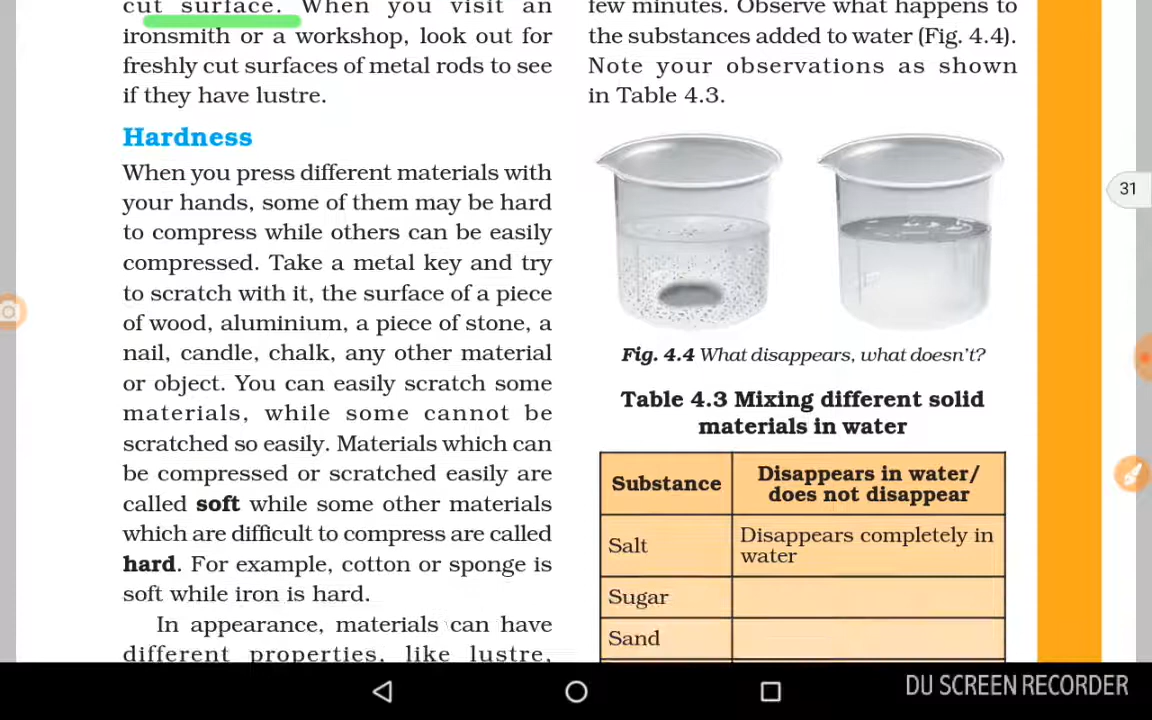 cut surface. When you visit an
ironsmith or a workshop, look out for
freshly cut surfaces of metal rods to see
if they have lustre.
Hardness
When you press different materials with
your hands, some of them may be hard
to compress while others can be easily
compressed. Take a metal key and try
to scratch with it, the surface of a piece
of wood, aluminium, a piece of stone, a
nail, candle, chalk, any other material
or object. You can easily scratch some
materials, while some cannot be
scratched so easily. Materials which can
be compressed or scratched easily are
called soft while some other materials
which are difficult to compress are called
hard. For example, cotton or sponge is
soft while iron is hard.
In appearance, materials can have
different properties, like lustre,
few minutes. Observe what happens to
the substances added to water (Fig. 4.4).
Note your observations as shown
in Table 4.3.
Fig. 4.4 What disappears, what doesn't?
Table 4.3 Mixing different solid
materials in water
Substance
Disappears in water/
does not disappear
Salt
Disappears completely in
water
Sugar
Sand
31
DU SCREEN RECORDER